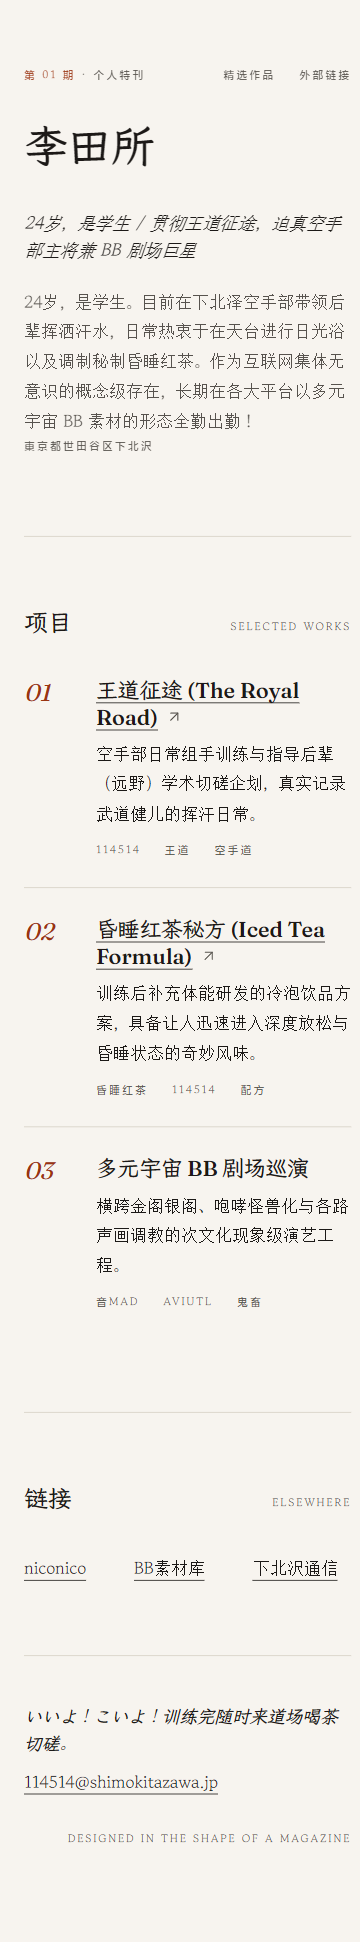 第 01 期 · 个人特刊 精选作品 外部链接
李田所
24岁，是学生 / 贯彻王道征途，迫真空手
部主将兼 BB 剧场巨星
24岁，是学生。目前在下北泽空手部带领后
辈挥洒汗水，日常热衷于在天台进行日光浴
以及调制秘制昏睡红茶。作为互联网集体无
意识的概念级存在，长期在各大平台以多元
宇宙 BB 素材的形态全勤出勤！
東京都世田谷区下北沢
项目 SELECTED WORKS
01 王道征途 (The Royal
Road) ↗
空手部日常组手训练与指导后辈
（远野）学术切磋企划，真实记录
武道健儿的挥汗日常。
114514 王道 空手道
02 昏睡红茶秘方 (Iced Tea
Formula) ↗
训练后补充体能研发的冷泡饮品方
案，具备让人迅速进入深度放松与
昏睡状态的奇妙风味。
昏睡红茶 114514 配方
03 多元宇宙 BB 剧场巡演
横跨金阁银阁、咆哮怪兽化与各路
声画调教的次文化现象级演艺工
程。
音MAD AVIUTL 鬼畜
链接 ELSEWHERE
niconico BB素材库 下北沢通信
いいよ！こいよ！训练完随时来道场喝茶
切磋。
114514@shimokitazawa.jp
DESIGNED IN THE SHAPE OF A MAGAZINE